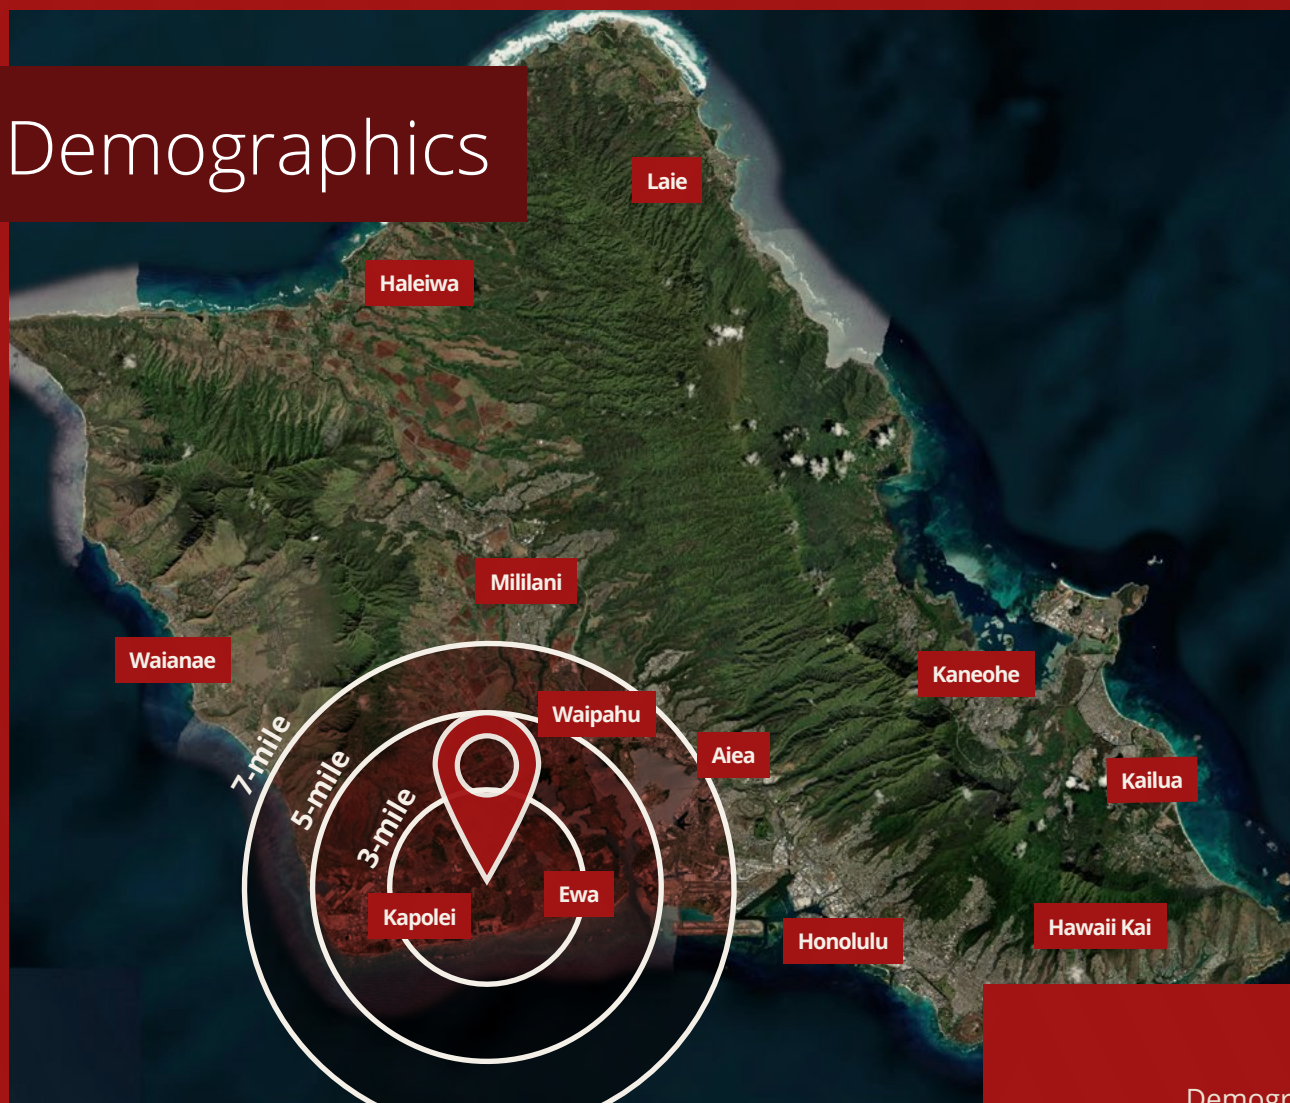 Demographics
Laie
Haleiwa
Mililani
Waianae
Kaneohe
Waipahu
Aiea
Kailua
7-mile
5-mile
3-mile
Ewa
Kapolei
Hawaii Kai
Honolulu